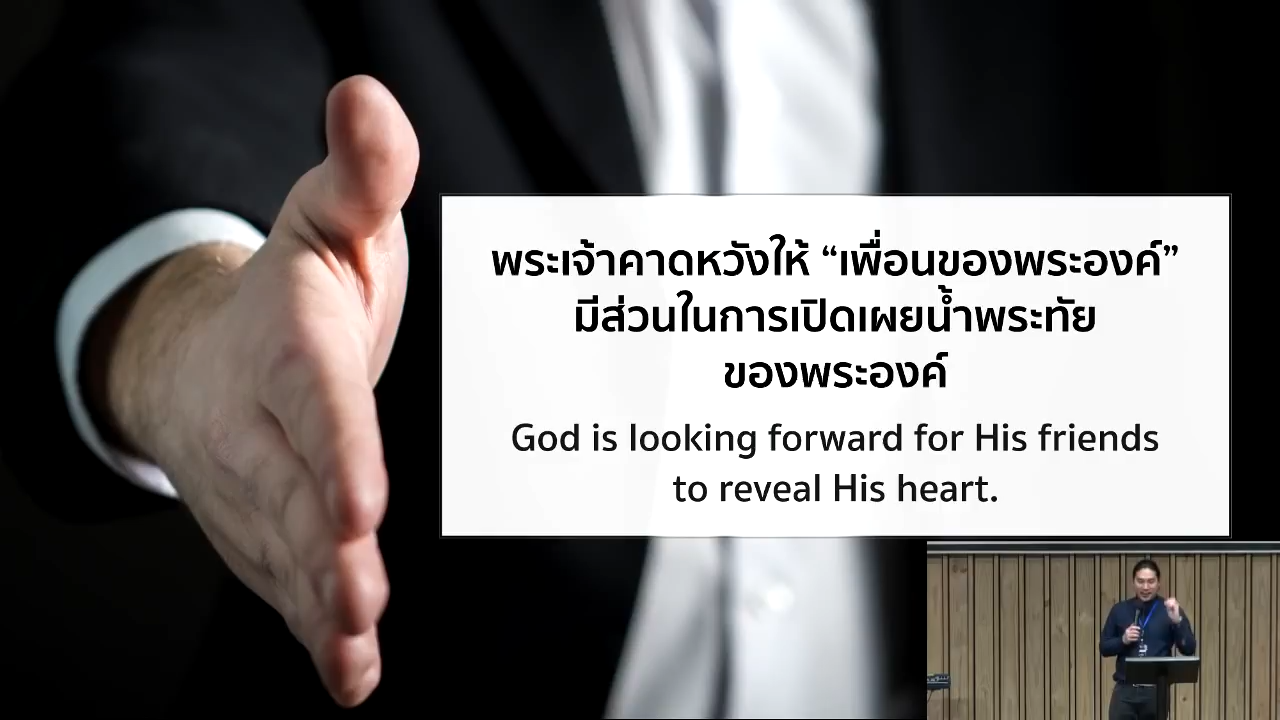 พระเจ้าคาดหวังให้ “เพื่อนของพระองค์”
มีส่วนในการเปิดเผยน้ำพระทัย
ของพระองค์
God is looking forward for His friends
to reveal His heart.